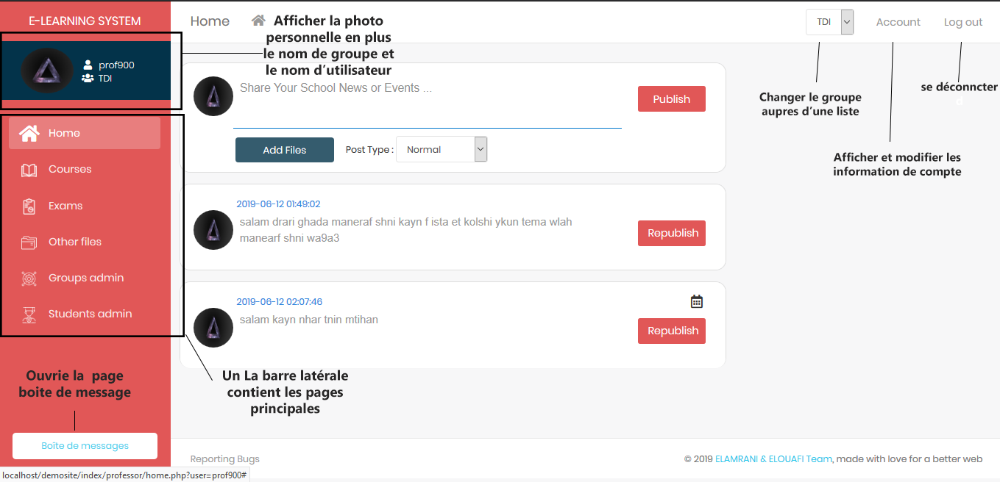 E-LEARNING SYSTEM
Home
Afficher la photo
personnelle en plus
le nom de groupe et
le nom d'utilisateur
TDI
Account
Log out
prof900
TDI
Share Your School News or Events ...
Publish
Add Files
Post Type :
Normal
Changer le groupe
aupres d'une liste
se déconncter
d
Afficher et modifier les
information de compte
Home
Courses
Exams
Other files
Groups admin
Students admin
2019-06-12 01:49:02
salam drari ghada maneraf shni kayn f ista et kolshi ykun tema wlah
manearf shni wa9a3
Republish
2019-06-12 02:07:46
salam kayn nhar tnin mtihan
Republish
Un La barre latérale
contient les pages
principales
Ouvrie la  page
boite de message
Boîte de messages
Reporting Bugs
© 2019 ELAMRANI & ELOUAFI Team, made with love for a better web
localhost/demosite/index/professor/home.php?user=prof900#